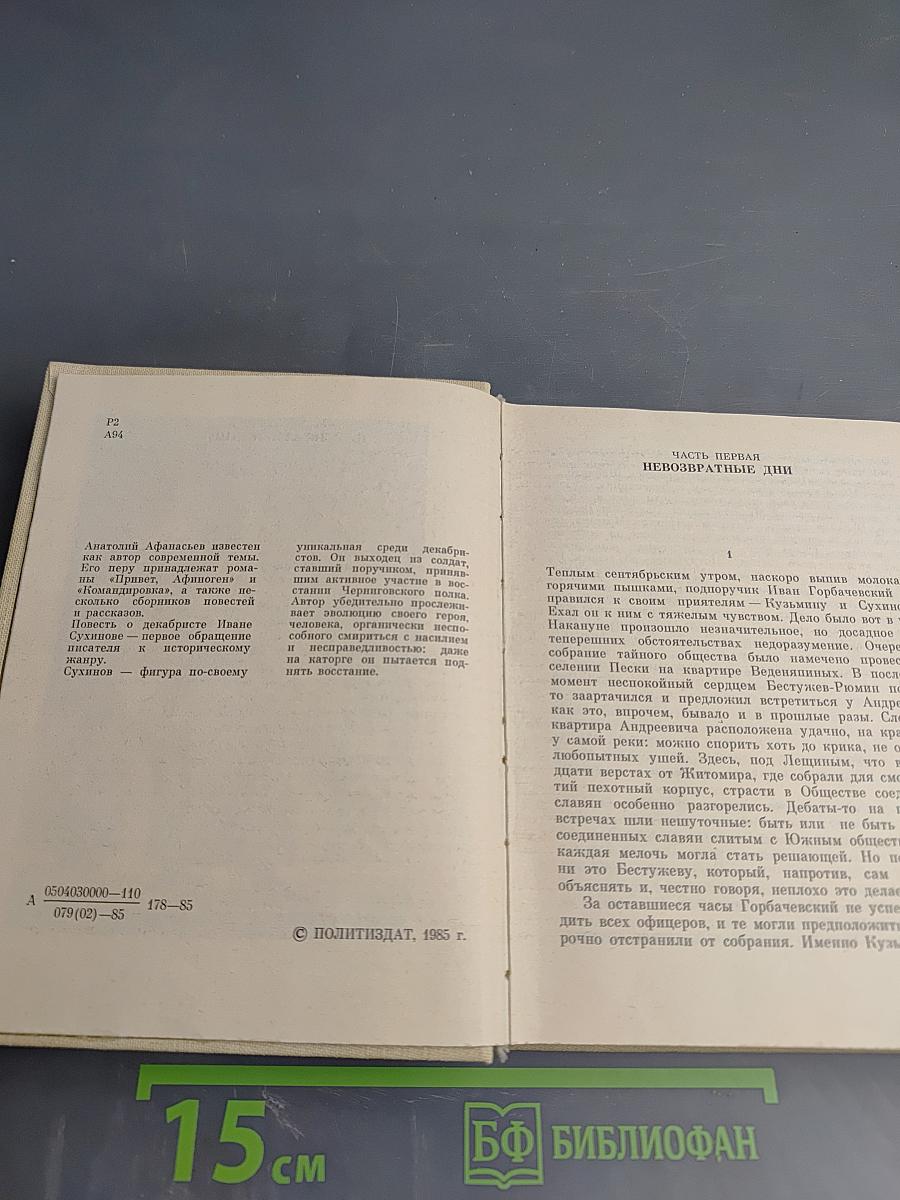 Р2
А94
Анатолий Афанасьев известен
как автор современной темы.
Его перу принадлежат рома-
ны «Привет, Афиноген» и
«Командировка», а также не-
сколько сборников повестей
и рассказов.
Повесть о декабристе Иване
Сухинове — первое обращение
писателя к историческому
жанру.
Сухинов — фигура по-своему
уникальная среди декабри-
стов. Он выходец из солдат,
ставший поручиком, приняв-
шим активное участие в вос-
стании Черниговского полка.
Автор убедительно прослежи-
вает эволюцию своего героя,
человека, органически неспо-
собного смириться с насилием
и несправедливостью: даже
на каторге он пытается под-
нять восстание.
А 0504030000—110
079(02)—85 178—85
© ПОЛИТИЗДАТ, 1985 г.
ЧАСТЬ ПЕРВАЯ
НЕВОЗВРАТНЫЕ ДНИ
1
Теплым сентябрьским утром, наскоро выпив молока
горячими пышками, подпоручик Иван Горбачевский
правился к своим приятелям — Кузьмину и Сухино
Ехал он к ним с тяжелым чувством. Дело было вот в
Накануне произошло незначительное, но досадное
теперешних обстоятельствах недоразумение. Очере
собрание тайного общества было намечено провес
селении Пески на квартире Веденяпиных. В после
момент неспокойный сердцем Бестужев-Рюмин по
то заартачился и предложил встретиться у Андре
как это, впрочем, бывало и в прошлые разы. Сле
квартира Андреевича расположена удачно, на кра
у самой реки: можно спорить хоть до крика, не о
любопытных ушей. Здесь, под Лещиным, что в
дцати верстах от Житомира, где собрали для смо
тий пехотный корпус, страсти в Обществе соед
славян особенно разгорелись. Дебаты-то на
встречах шли нешуточные: быть или не быть
соединенных славян слитым с Южным обществ
каждая мелочь могла стать решающей. Но по
ни это Бестужеву, который, напротив, сам
объяснять и, честно говоря, неплохо это делае
За оставшиеся часы Горбачевский не успе
дить всех офицеров, и те могли предположить
рочно отстранили от собрания. Именно Кузь
15 см
БФ БИБЛИОФАН